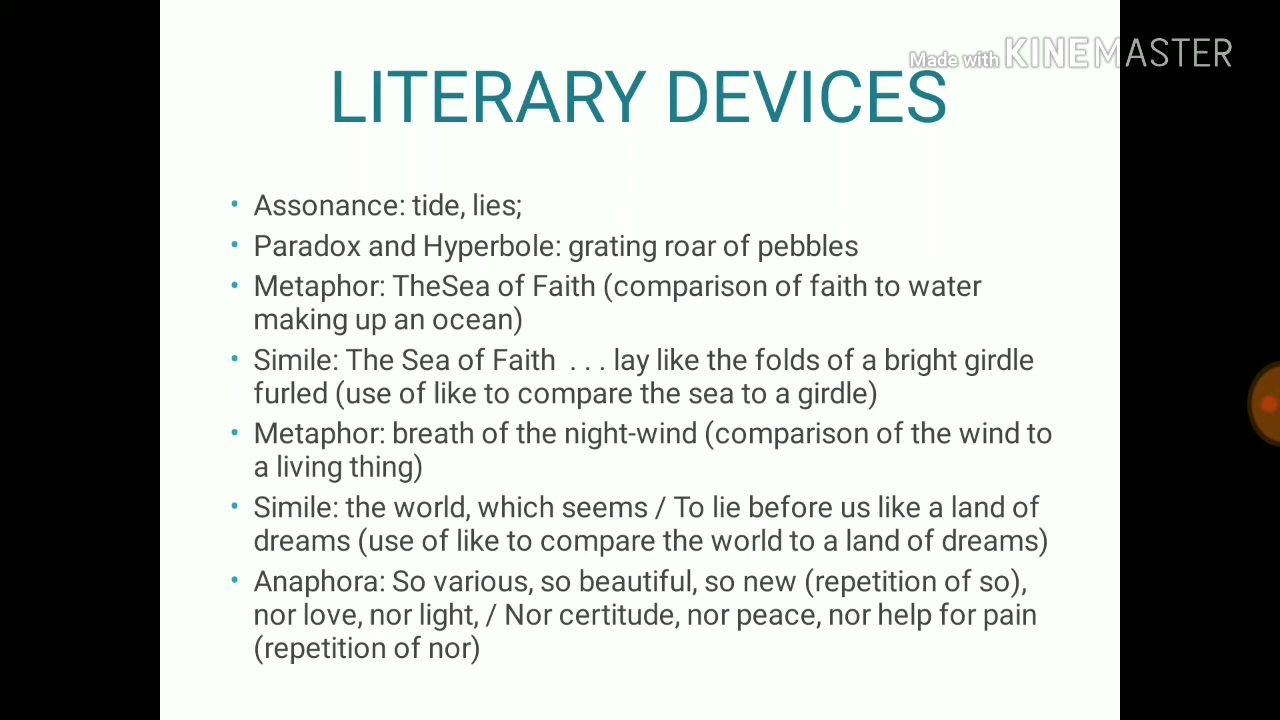 Made with KINEMASTER
LITERARY DEVICES
• Assonance: tide, lies;
• Paradox and Hyperbole: grating roar of pebbles
• Metaphor: TheSea of Faith (comparison of faith to water
making up an ocean)
• Simile: The Sea of Faith . . . lay like the folds of a bright girdle
furled (use of like to compare the sea to a girdle)
• Metaphor: breath of the night-wind (comparison of the wind to
a living thing)
• Simile: the world, which seems / To lie before us like a land of
dreams (use of like to compare the world to a land of dreams)
• Anaphora: So various, so beautiful, so new (repetition of so),
nor love, nor light, / Nor certitude, nor peace, nor help for pain
(repetition of nor)